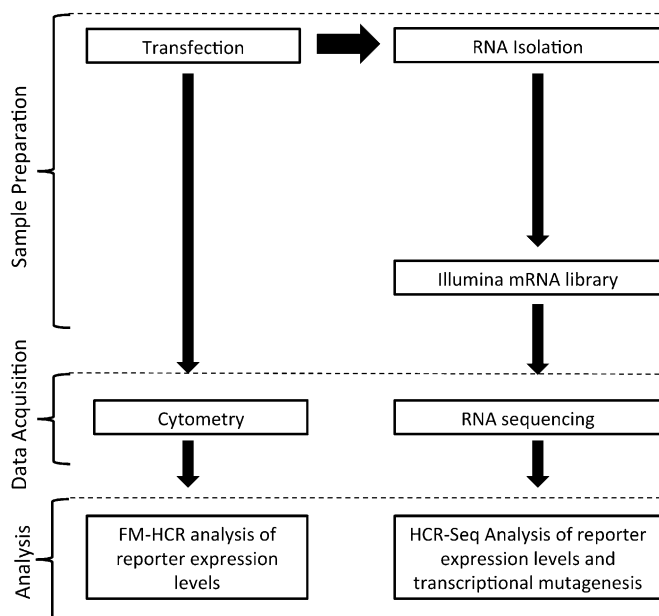 Sample Preparation
Transfection
RNA Isolation
Illumina mRNA library
Data Acquisition
Cytometry
RNA sequencing
Analysis
FM-HCR analysis of
reporter expression
levels
HCR-Seq Analysis of reporter
expression levels and
transcriptional mutagenesis